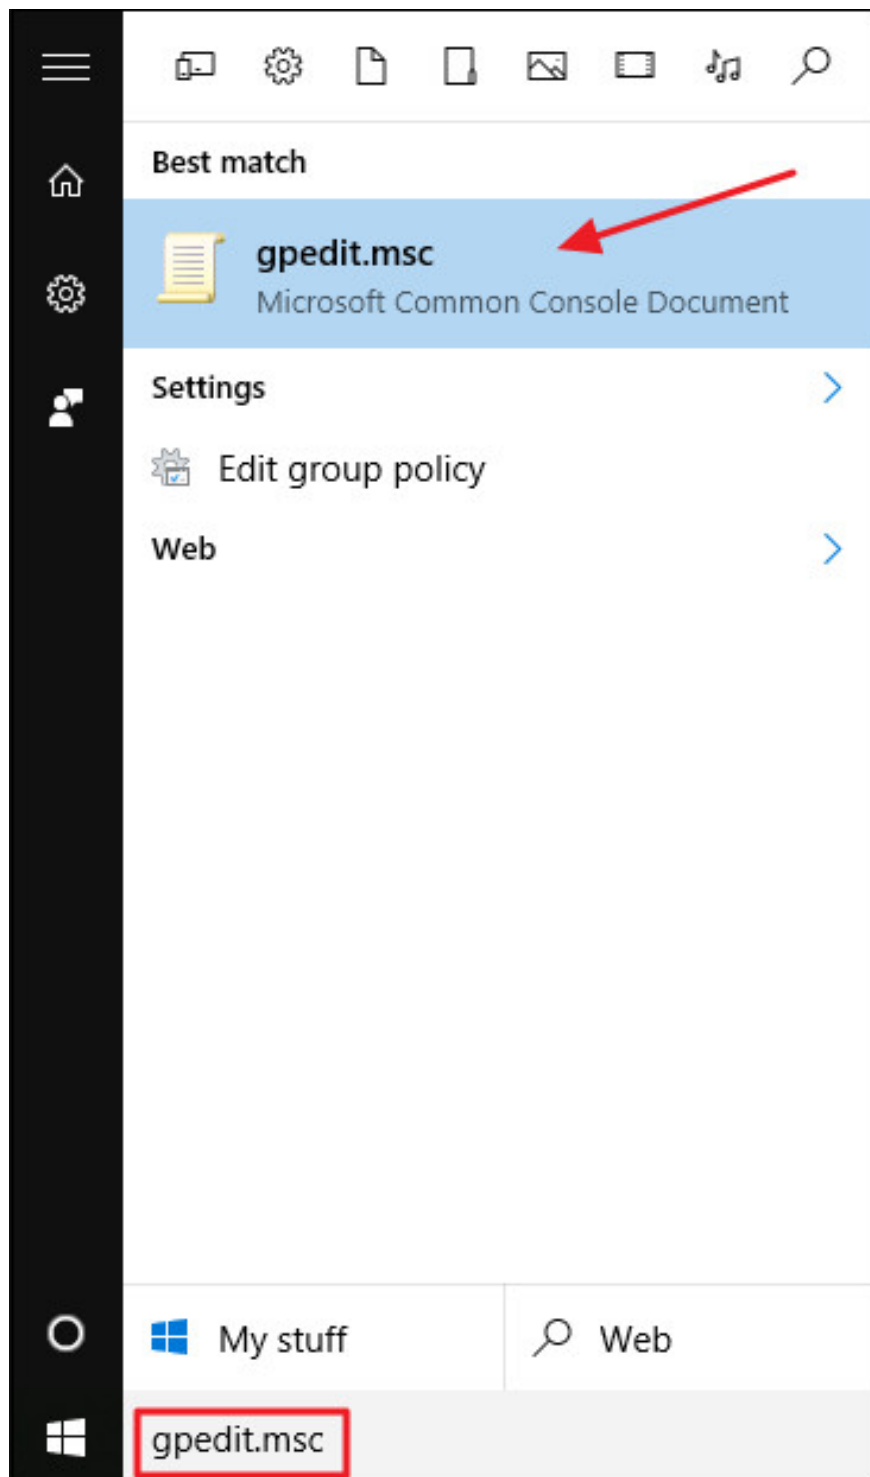 Best match
gpedit.msc
Microsoft Common Console Document
Settings
Edit group policy
Web
My stuff
Web
gpedit.msc